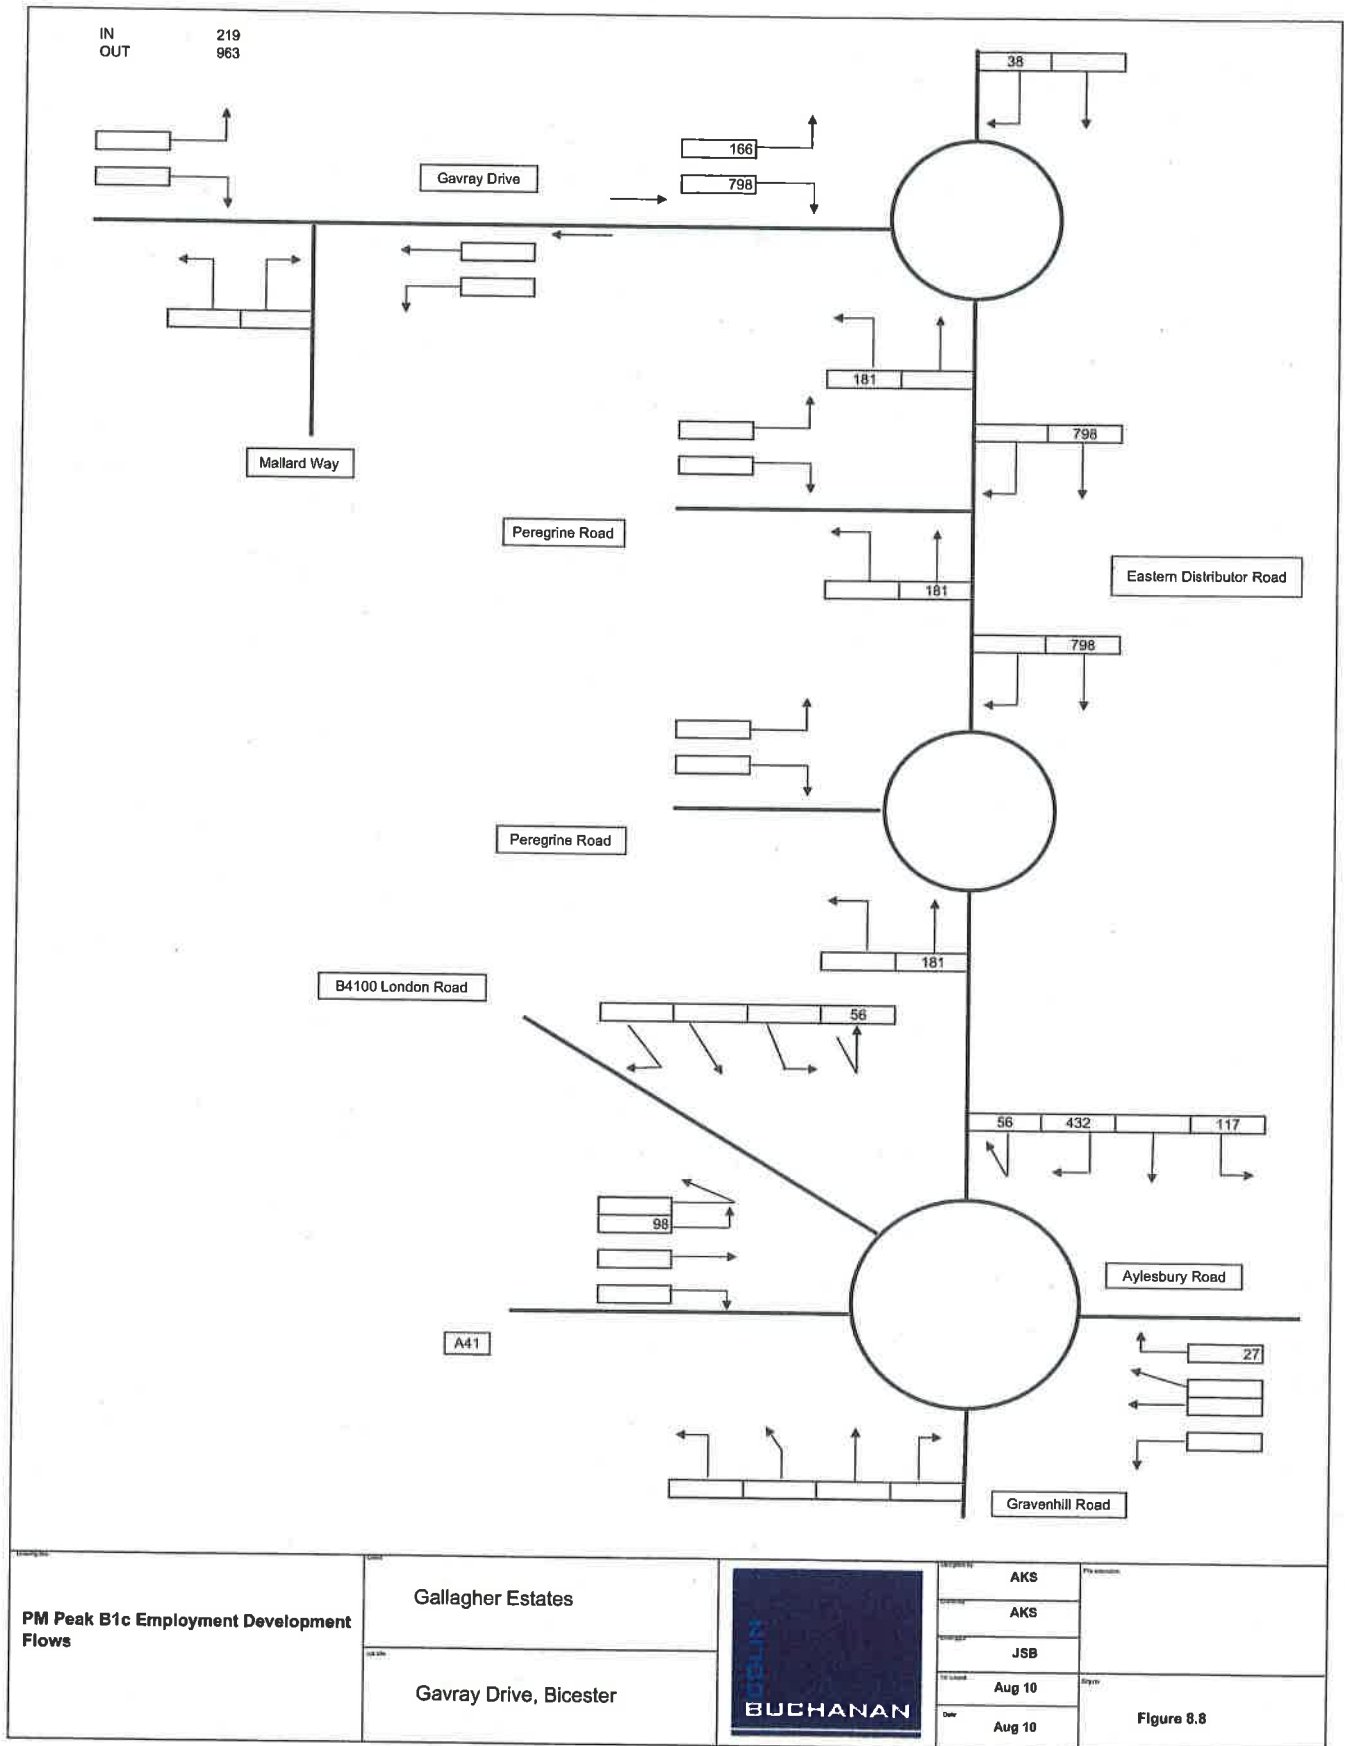 IN 219
OUT 963
38
166
Gavray Drive
798
181
798
Mallard Way
Peregrine Road
Eastern Distributor Road
181
798
Peregrine Road
181
B4100 London Road
56
56 432 117
98
Aylesbury Road
A41
27
Gravenhill Road
PM Peak B1c Employment Development
Flows
Gallagher Estates
Gavray Drive, Bicester
COLIN
BUCHANAN
AKS
AKS
JSB
Aug 10
Date
Aug 10
Figure 8.8